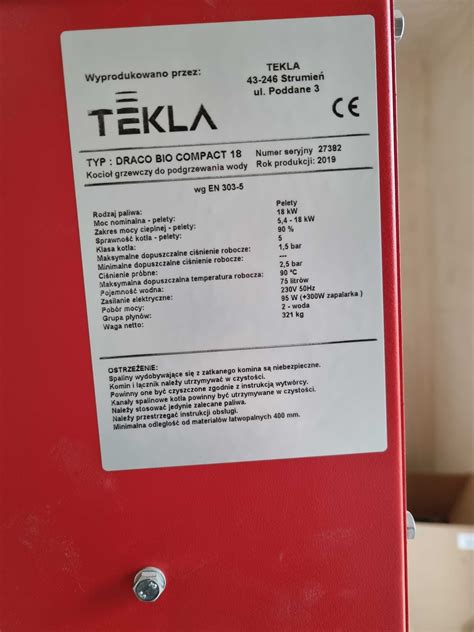 Wyprodukowano przez:
TEKLA
43-246 Strumień
ul. Poddane 3
TEKLA
CE
TYP : DRACO BIO COMPACT 18
Numer seryjny 27382
Kocioł grzewczy do podgrzewania wody
Rok produkcji: 2019
wg EN 303-5
Rodzaj paliwa: Pelety
Moc nominalna - pelety: 18 kW
Zakres mocy cieplnej - pelety: 5,4 - 18 kW
Sprawność kotła - pelety: 90 %
Klasa kotła: 5
Maksymalne dopuszczalne ciśnienie robocze: 1,5 bar
Minimalne dopuszczalne ciśnienie robocze: ---
Ciśnienie próbne: 2,5 bar
Maksymalna dopuszczalna temperatura robocza: 90 °C
Pojemność wodna: 75 litrów
Zasilanie elektryczne: 230V 50Hz
Pobór mocy: 95 W (+300W zapalarka )
Grupa płynów: 2 - woda
Waga netto: 321 kg
OSTRZEŻENIE:
Spaliny wydobywające się z zatkanego komina są niebezpieczne.
Komin i łącznik należy utrzymywać w czystości.
Powinny one być czyszczone zgodnie z instrukcją wytwórcy.
Kanały spalinowe kotła powinny być utrzymywane w czystości.
Należy stosować jedynie zalecane paliwa.
Należy przestrzegać instrukcji obsługi.
Minimalna odległość od materiałów łatwopalnych 400 mm.